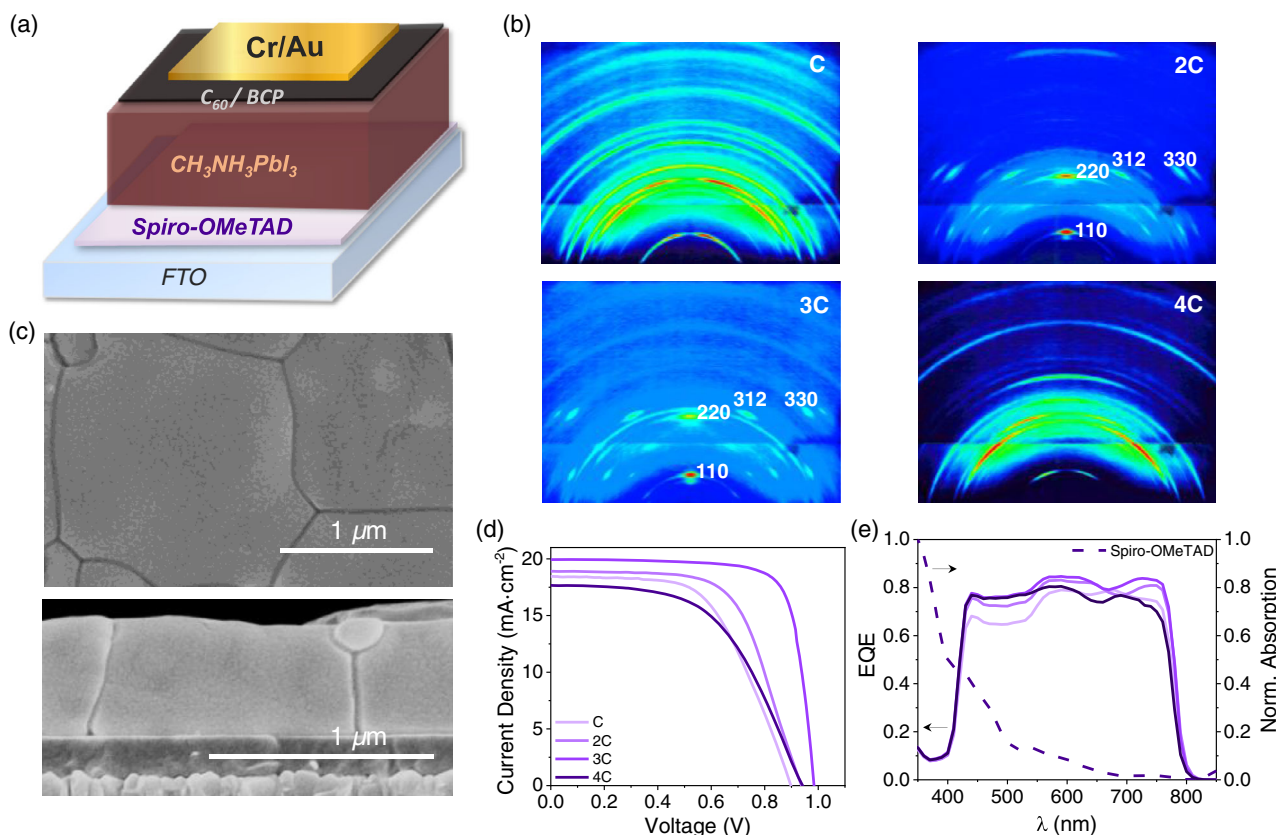 (a)
Cr/Au
C₆₀/ BCP
CH₃NH₃PbI₃
Spiro-OMeTAD
FTO
(b)
C
2C
220
312
330
110
3C
220
312
330
110
4C
(c)
1 µm
1 µm
(d)
Current Density (mA·cm⁻²)
20
15
10
5
0
0.0 0.2 0.4 0.6 0.8 1.0
Voltage (V)
C
2C
3C
4C
(e)
EQE
1.0
0.8
0.6
0.4
0.2
0.0
400 500 600 700 800
λ (nm)
Spiro-OMeTAD
1.0
0.8
0.6
0.4
0.2
0.0
Norm. Absorption